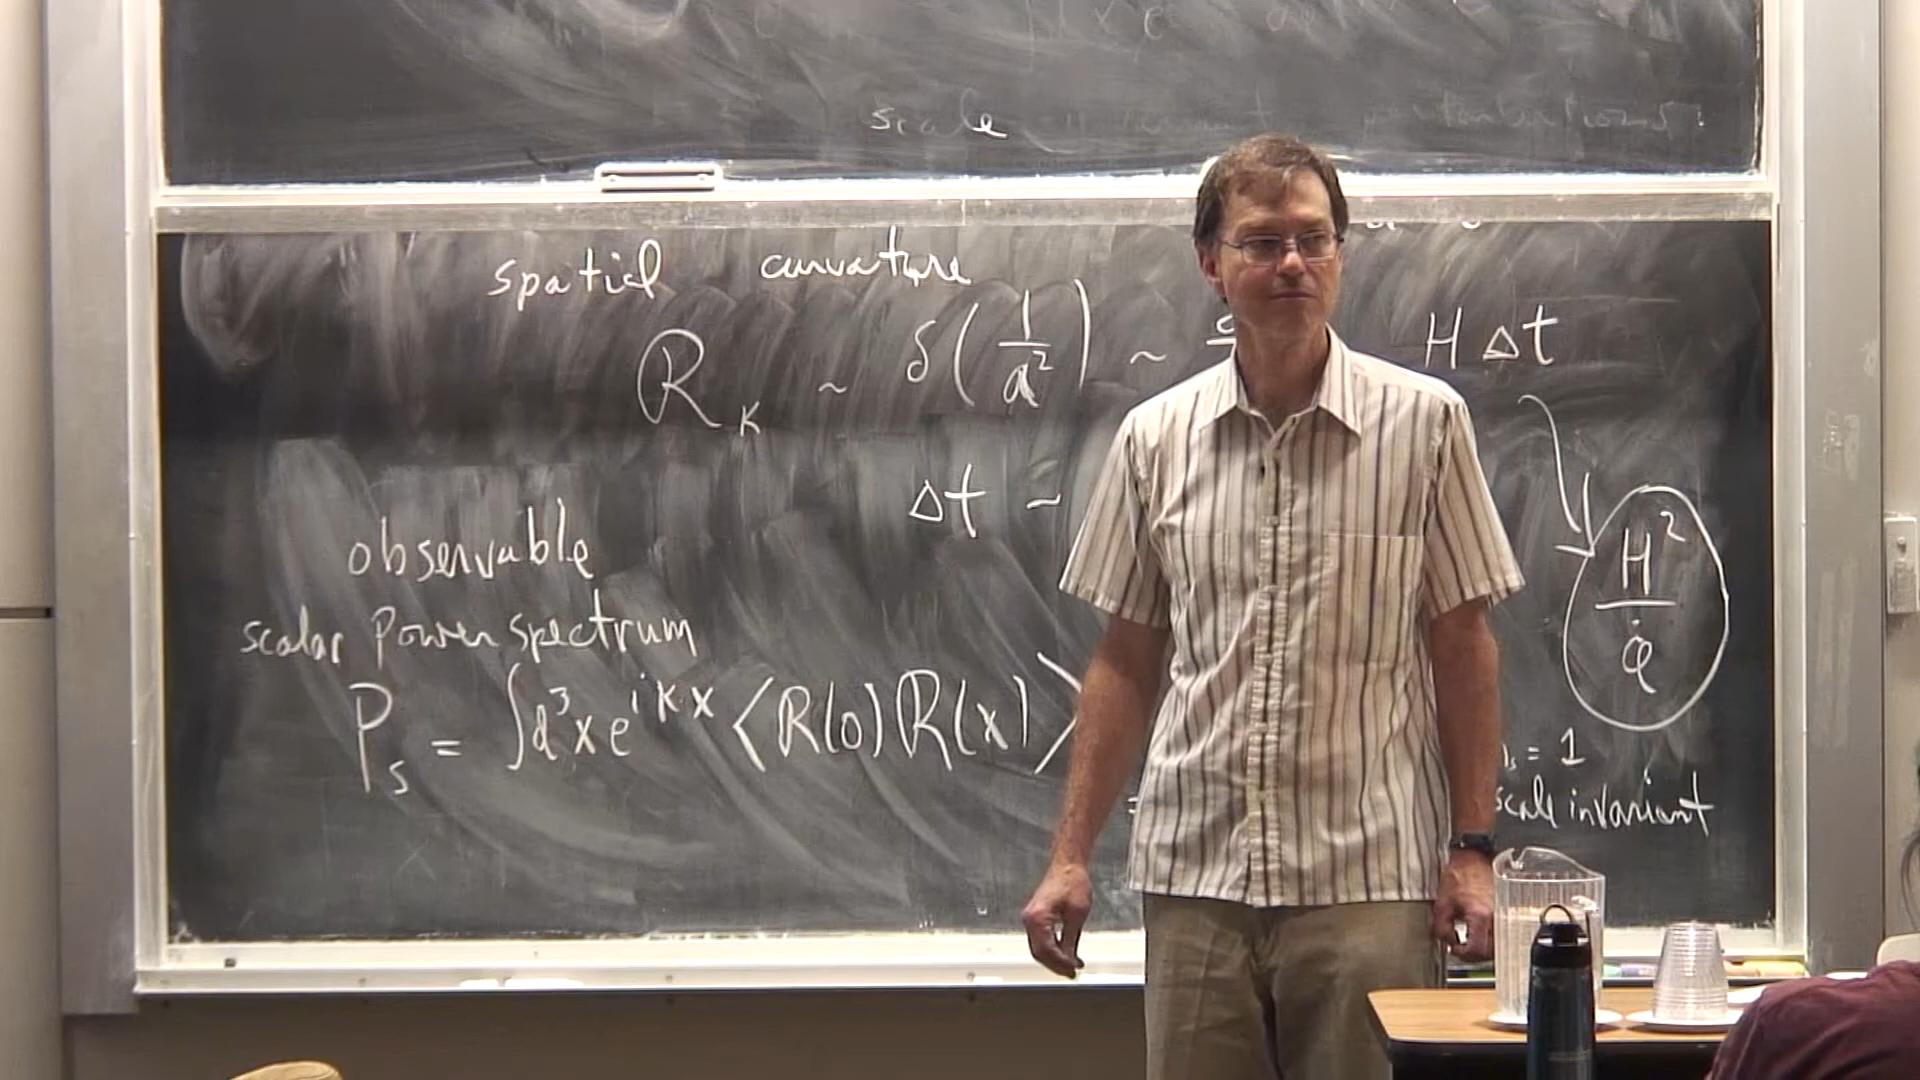 scale
spatial curvature
R_K ~ δ(1/a²) ~ H Δt
Δt ~
H²/φ̇
observable
scalar power spectrum
P_s = ∫d³x e^{ikx} ⟨R(0)R(x)⟩
= 1
scale invariant